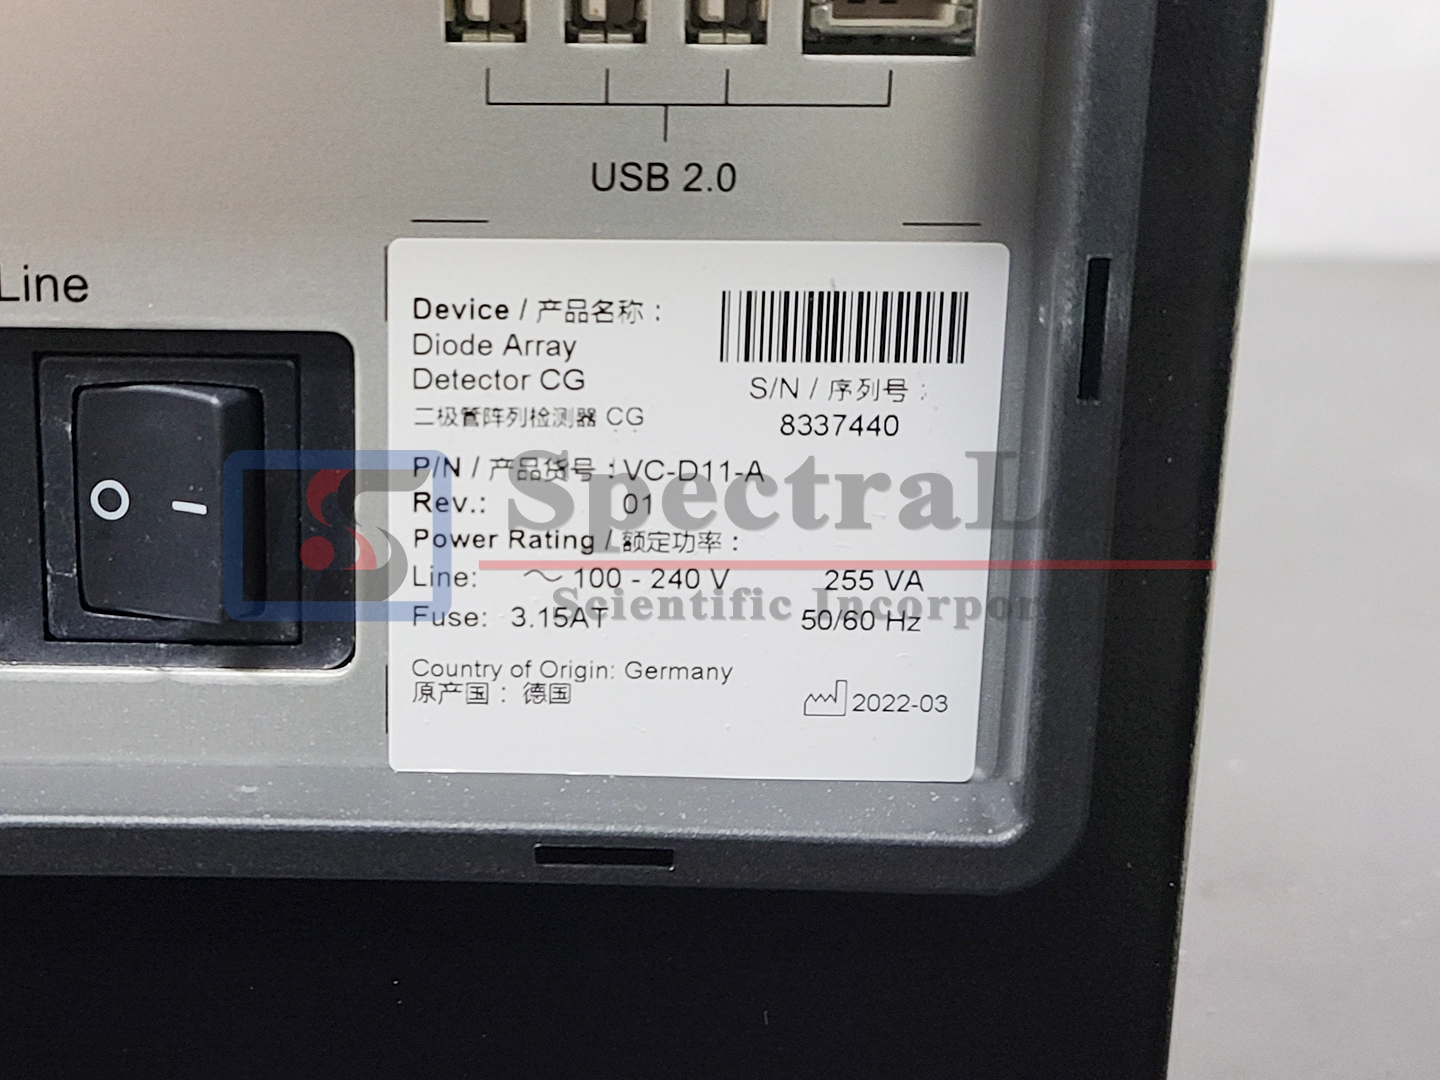 USB 2.0
Line
Device / 产品名称：
Diode Array
Detector CG
二极管阵列检测器 CG
S/N / 序列号：
8337440
P/N / 产品货号：VC-D11-A
Rev.: 01
Power Rating / 额定功率：
Line: ～ 100 - 240 V 255 VA
Fuse: 3.15AT 50/60 Hz
Country of Origin: Germany
原产国：德国
2022-03
O I
LS
Spectral
Scientific Incorpor